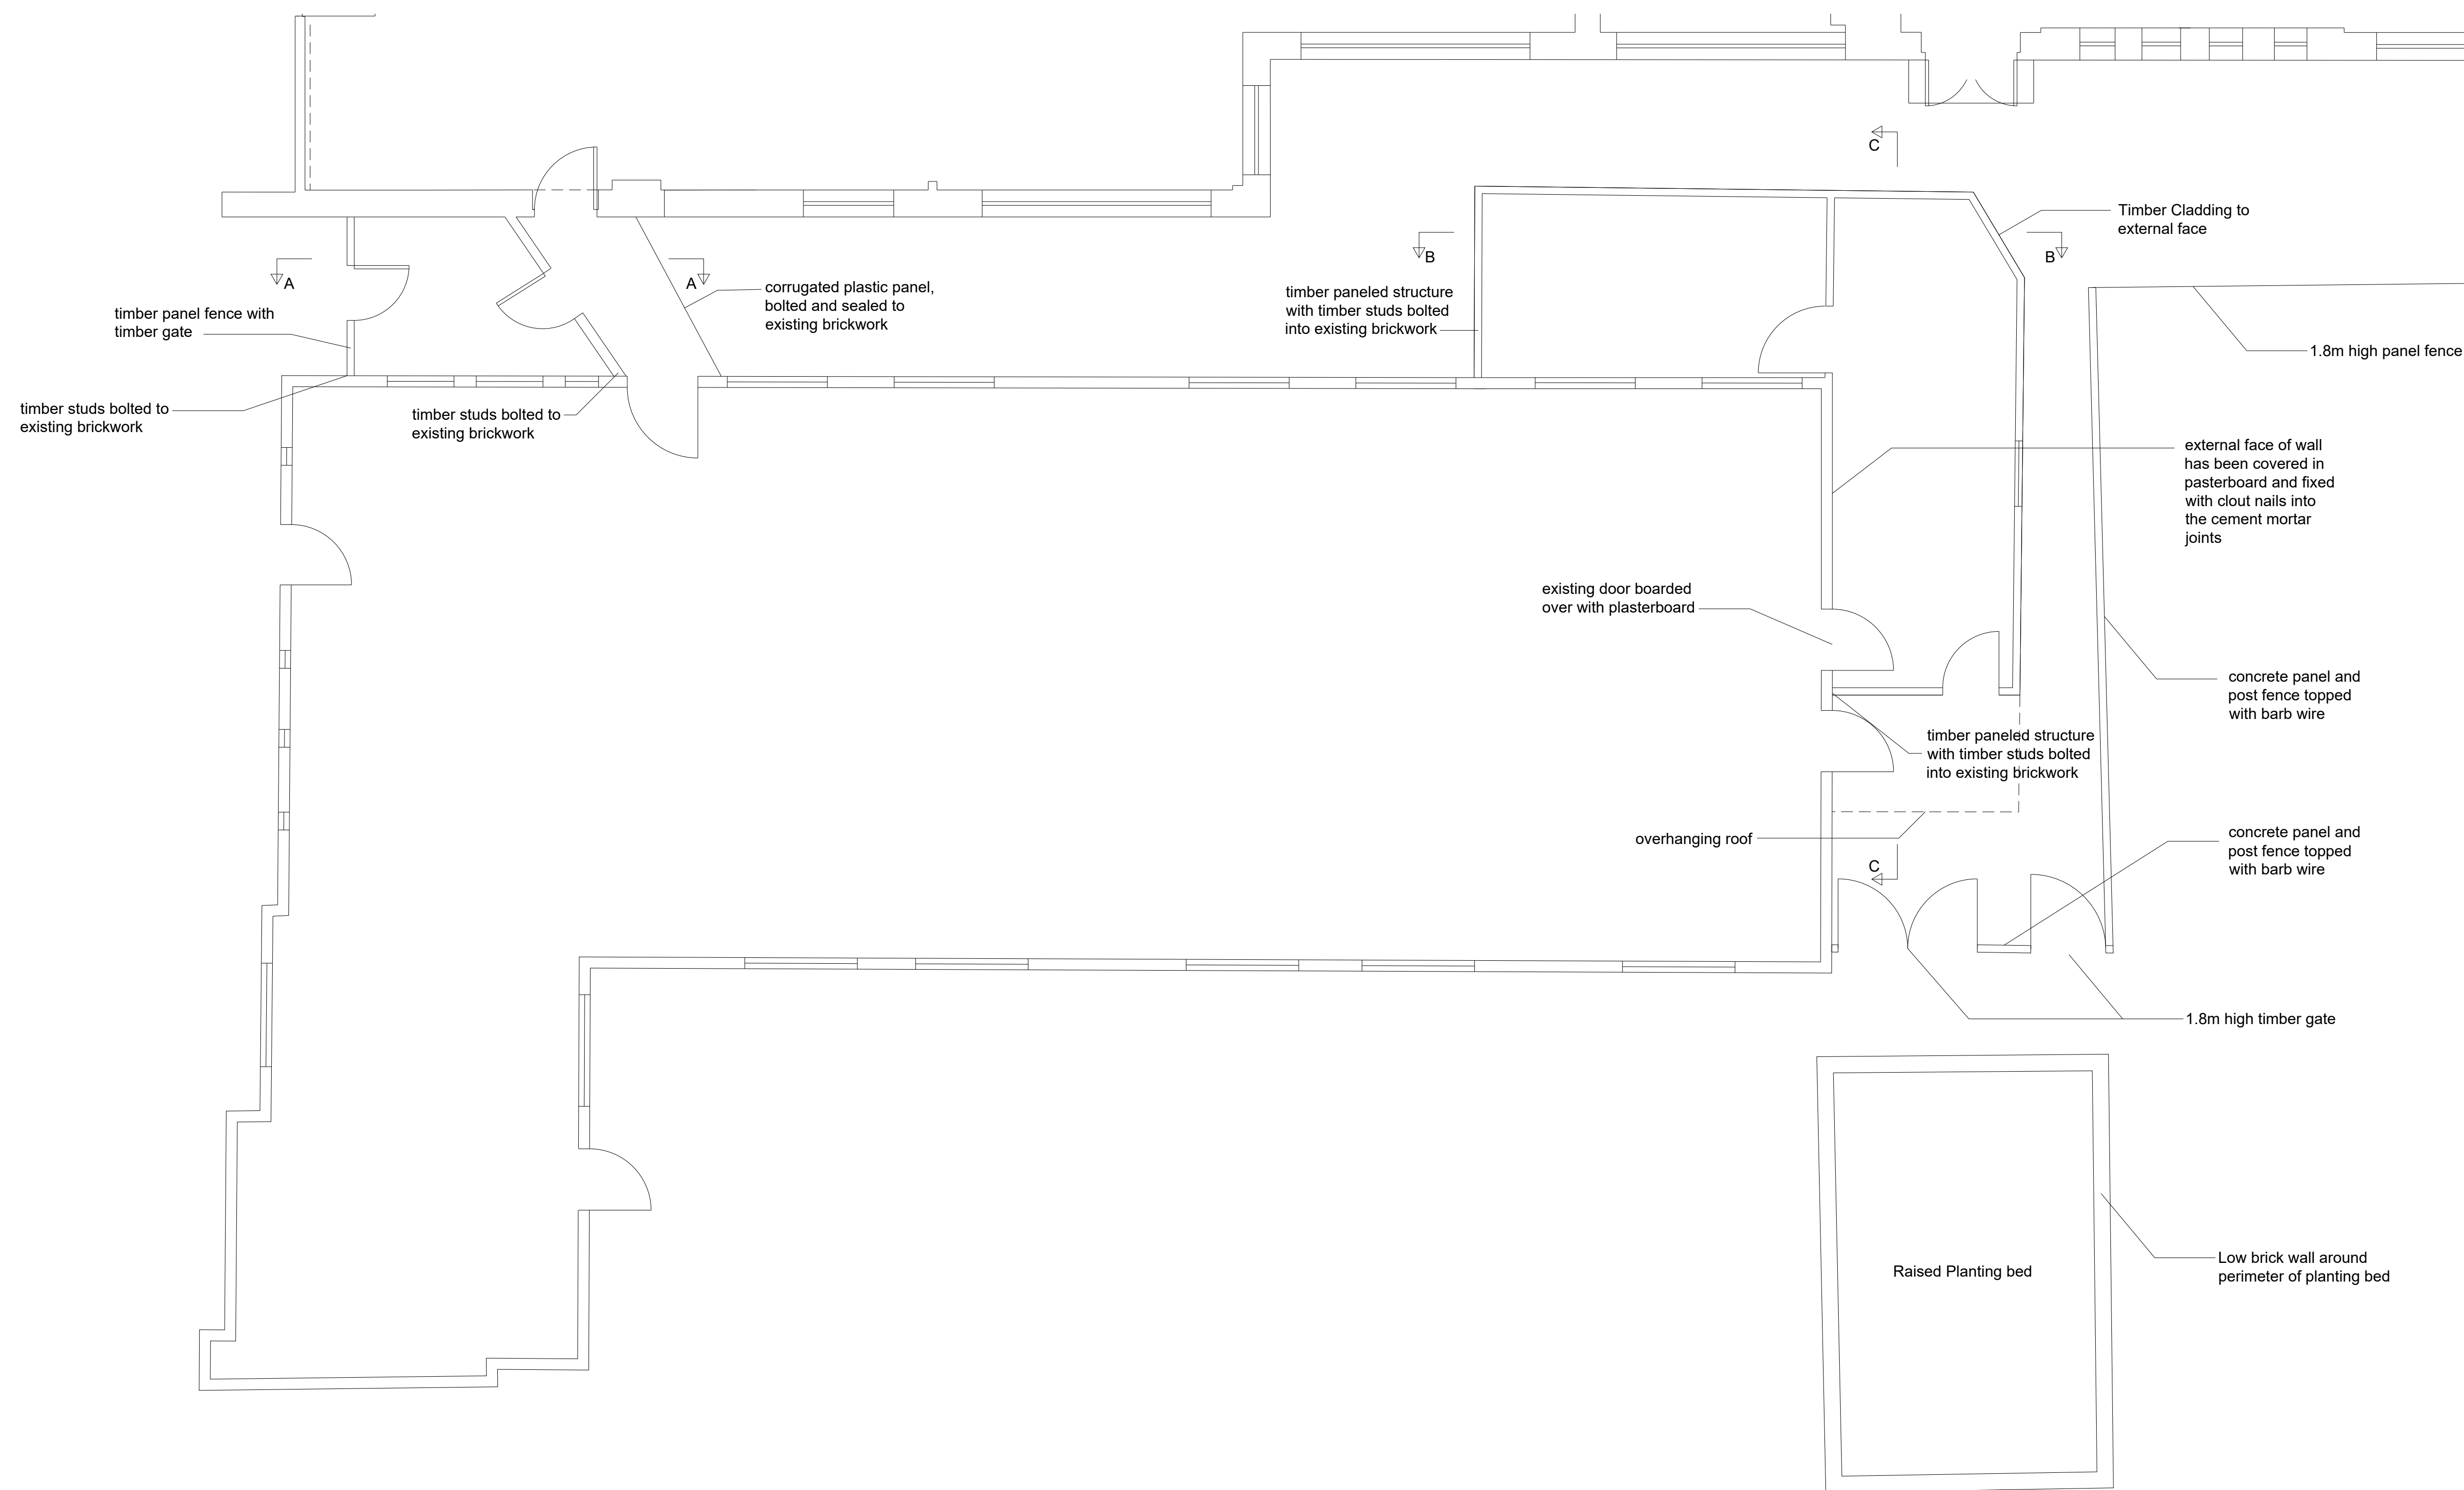 C
Timber Cladding to
external face
B
B
A
A
corrugated plastic panel,
bolted and sealed to
existing brickwork
timber paneled structure
with timber studs bolted
into existing brickwork
timber panel fence with
timber gate
1.8m high panel fence
timber studs bolted to
existing brickwork
timber studs bolted to
existing brickwork
external face of wall
has been covered in
pasterboard and fixed
with clout nails into
the cement mortar
joints
existing door boarded
over with plasterboard
concrete panel and
post fence topped
with barb wire
timber paneled structure
with timber studs bolted
into existing brickwork
overhanging roof
concrete panel and
post fence topped
with barb wire
C
1.8m high timber gate
Raised Planting bed
Low brick wall around
perimeter of planting bed